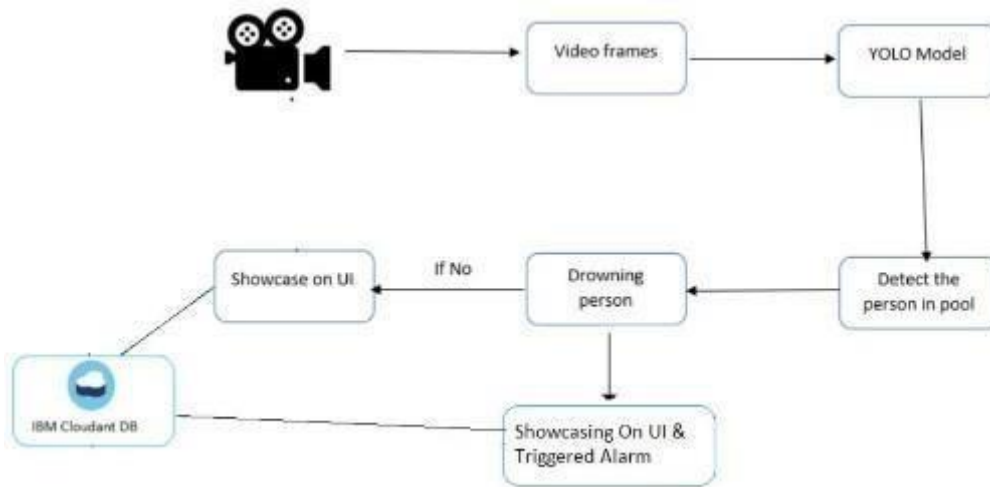 Video frames
YOLO Model
Detect the
person in pool
Drowning
person
If No
Showcase on UI
IBM Cloudant DB
Showcasing On UI &
Triggered Alarm